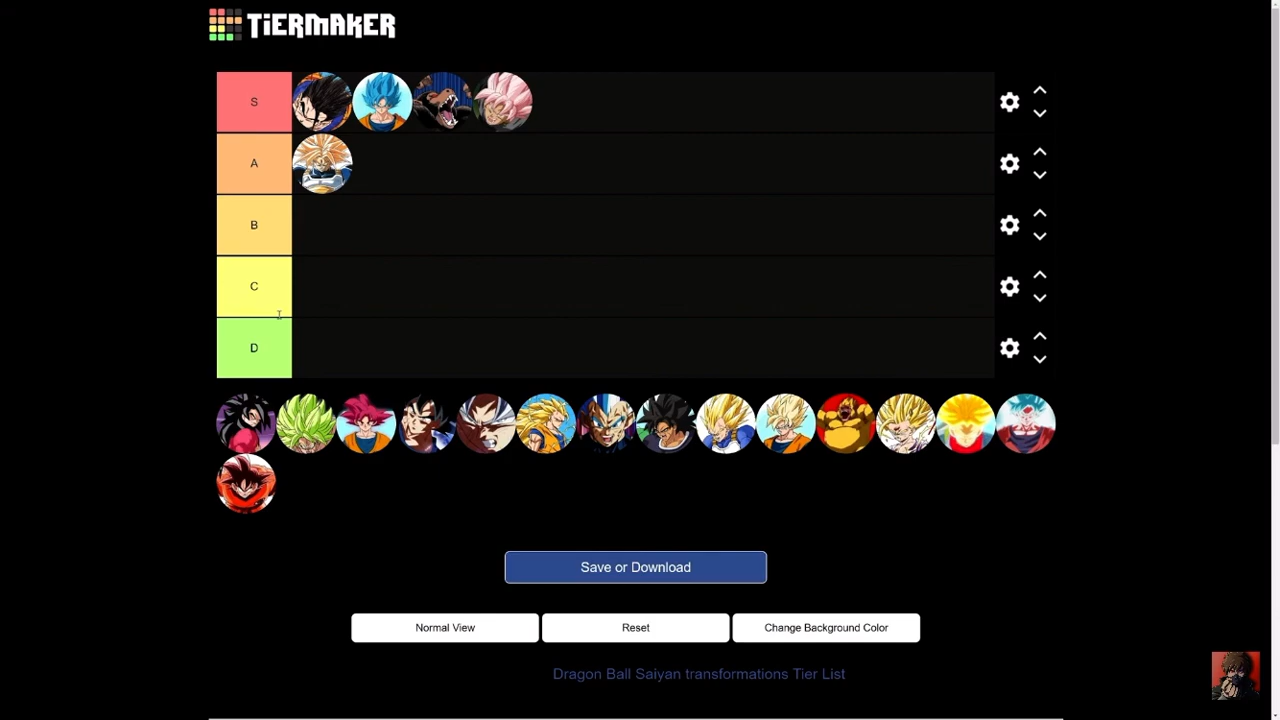 TiERMAKER
S
A
B
C
D
Save or Download
Normal View
Reset
Change Background Color
Dragon Ball Saiyan transformations Tier List